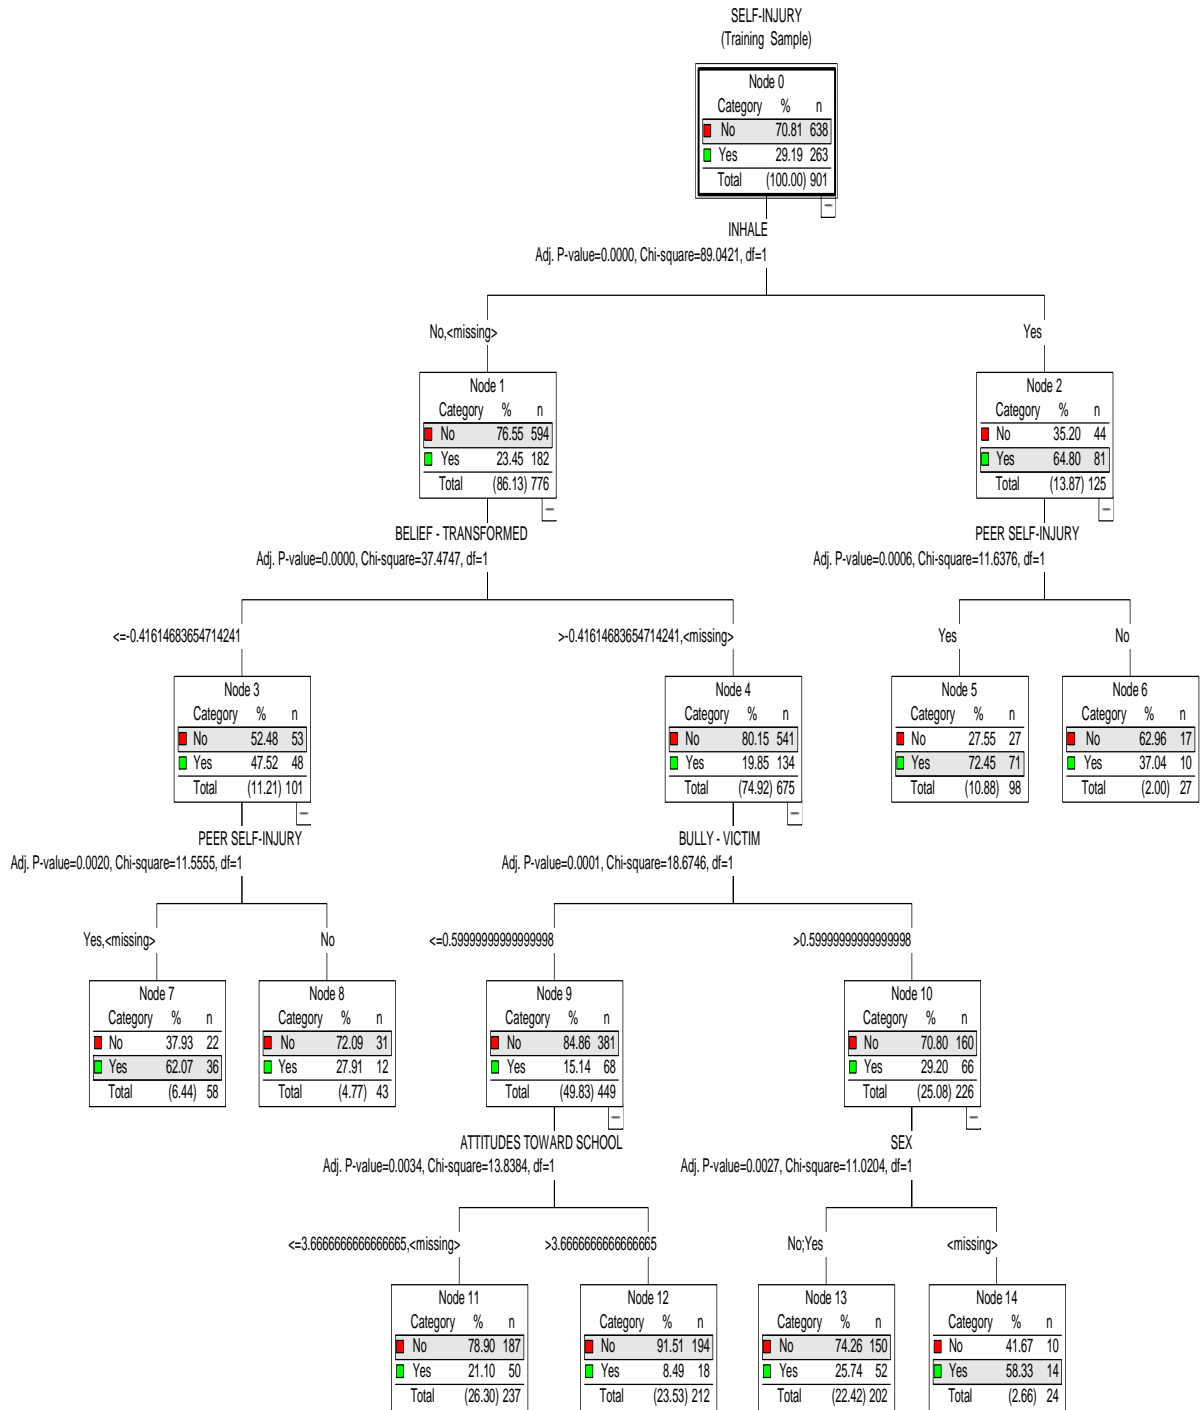 SELF-INJURY
(Training Sample)
Node 0
Category % n
No 70.81 638
Yes 29.19 263
Total (100.00) 901
INHALE
Adj. P-value=0.0000, Chi-square=89.0421, df=1
No,<missing>
Yes
Node 1
Category % n
No 76.55 594
Yes 23.45 182
Total (86.13) 776
Node 2
Category % n
No 35.20 44
Yes 64.80 81
Total (13.87) 125
BELIEF - TRANSFORMED
Adj. P-value=0.0000, Chi-square=37.4747, df=1
PEER SELF-INJURY
Adj. P-value=0.0006, Chi-square=11.6376, df=1
<=-0.41614683654714241
>-0.41614683654714241,<missing>
Yes
No
Node 3
Category % n
No 52.48 53
Yes 47.52 48
Total (11.21) 101
Node 4
Category % n
No 80.15 541
Yes 19.85 134
Total (74.92) 675
Node 5
Category % n
No 27.55 27
Yes 72.45 71
Total (10.88) 98
Node 6
Category % n
No 62.96 17
Yes 37.04 10
Total (2.00) 27
PEER SELF-INJURY
Adj. P-value=0.0020, Chi-square=11.5555, df=1
BULLY - VICTIM
Adj. P-value=0.0001, Chi-square=18.6746, df=1
Yes,<missing>
No
<=0.59999999999999998
>0.59999999999999998
Node 7
Category % n
No 37.93 22
Yes 62.07 36
Total (6.44) 58
Node 8
Category % n
No 72.09 31
Yes 27.91 12
Total (4.77) 43
Node 9
Category % n
No 84.86 381
Yes 15.14 68
Total (49.83) 449
Node 10
Category % n
No 70.80 160
Yes 29.20 66
Total (25.08) 226
ATTITUDES TOWARD SCHOOL
Adj. P-value=0.0034, Chi-square=13.8384, df=1
SEX
Adj. P-value=0.0027, Chi-square=11.0204, df=1
<=3.6666666666666665,<missing>
>3.6666666666666665
No;Yes
<missing>
Node 11
Category % n
No 78.90 187
Yes 21.10 50
Total (26.30) 237
Node 12
Category % n
No 91.51 194
Yes 8.49 18
Total (23.53) 212
Node 13
Category % n
No 74.26 150
Yes 25.74 52
Total (22.42) 202
Node 14
Category % n
No 41.67 10
Yes 58.33 14
Total (2.66) 24